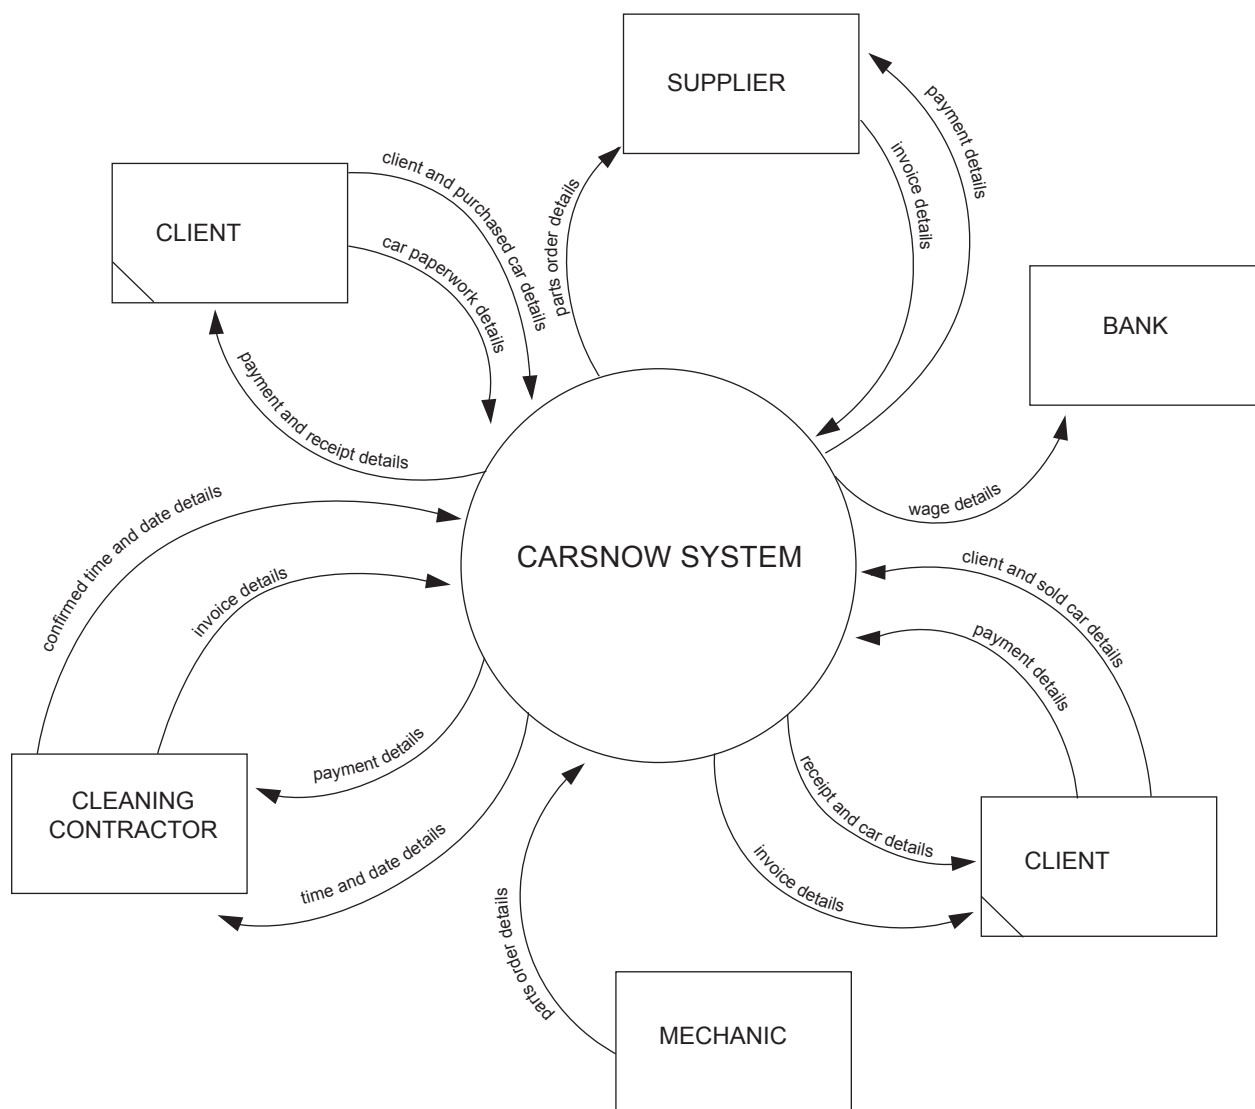 SUPPLIER
payment details
invoice details
parts order details
client and purchased car details
CLIENT
car paperwork details
payment and receipt details
BANK
wage details
confirmed time and date details
invoice details
CARSNOW SYSTEM
client and sold car details
payment details
payment details
CLEANING
CONTRACTOR
time and date details
receipt and car details
invoice details
CLIENT
parts order details
MECHANIC